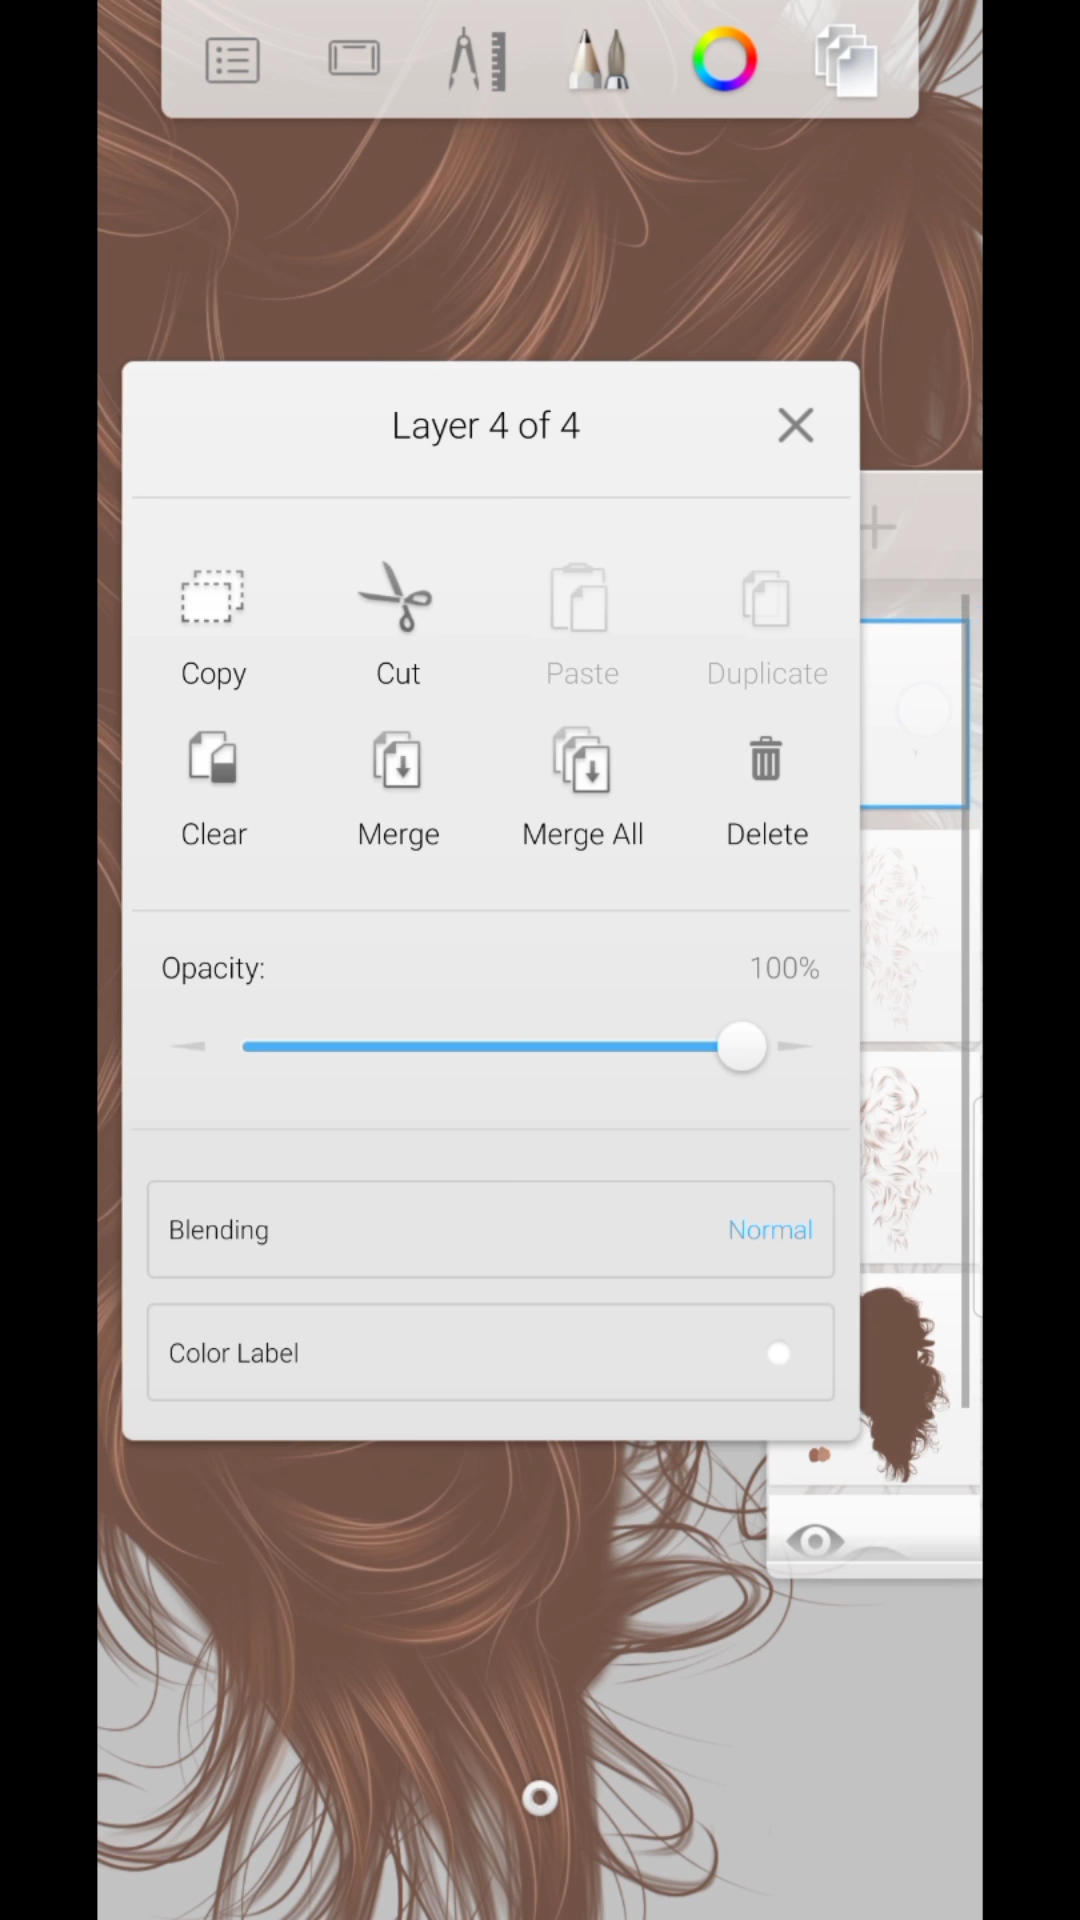 Layer 4 of 4
Copy
Cut
Paste
Duplicate
Clear
Merge
Merge All
Delete
Opacity:
100%
Blending
Normal
Color Label